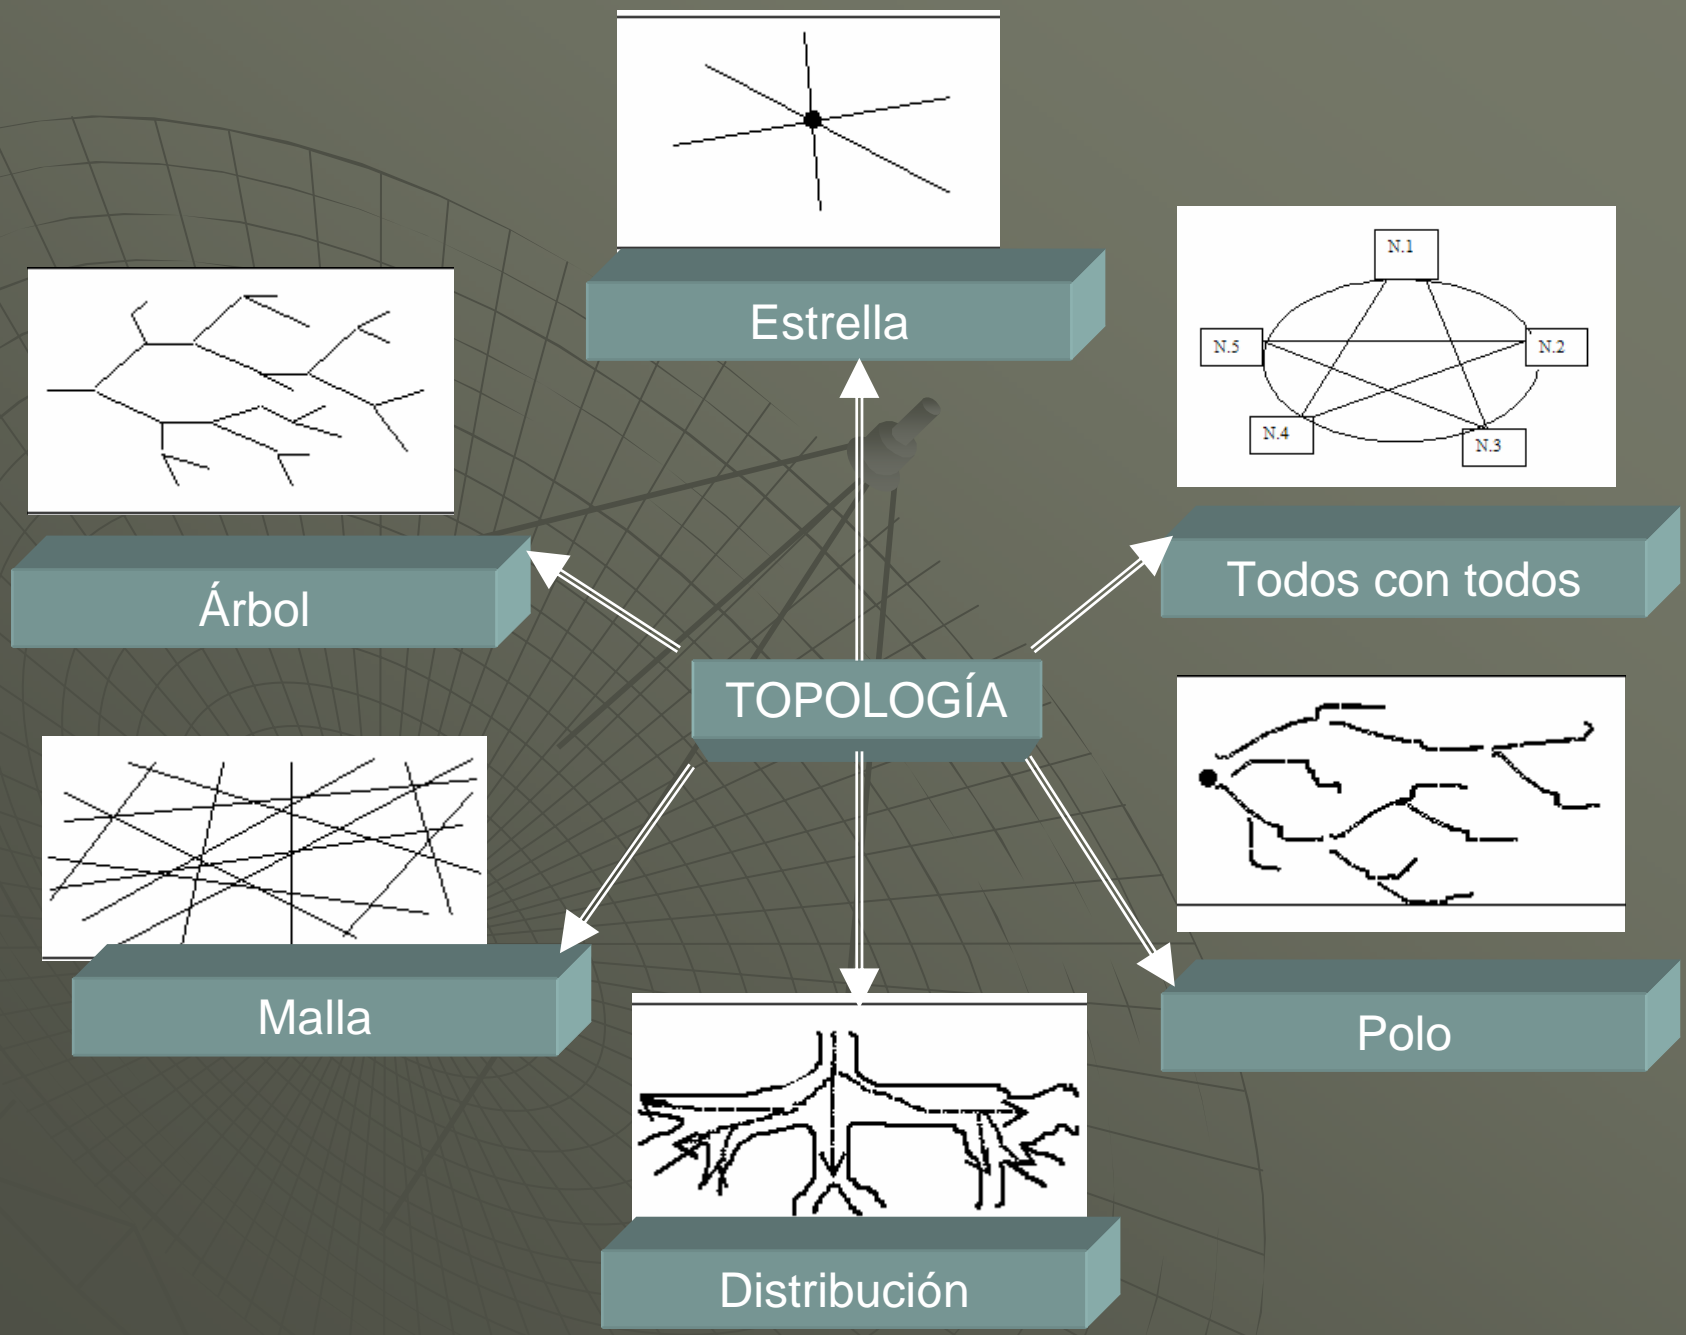 Estrella
N.1
N.5
N.2
N.4
N.3
Árbol
Todos con todos
TOPOLOGÍA
Malla
Polo
Distribución